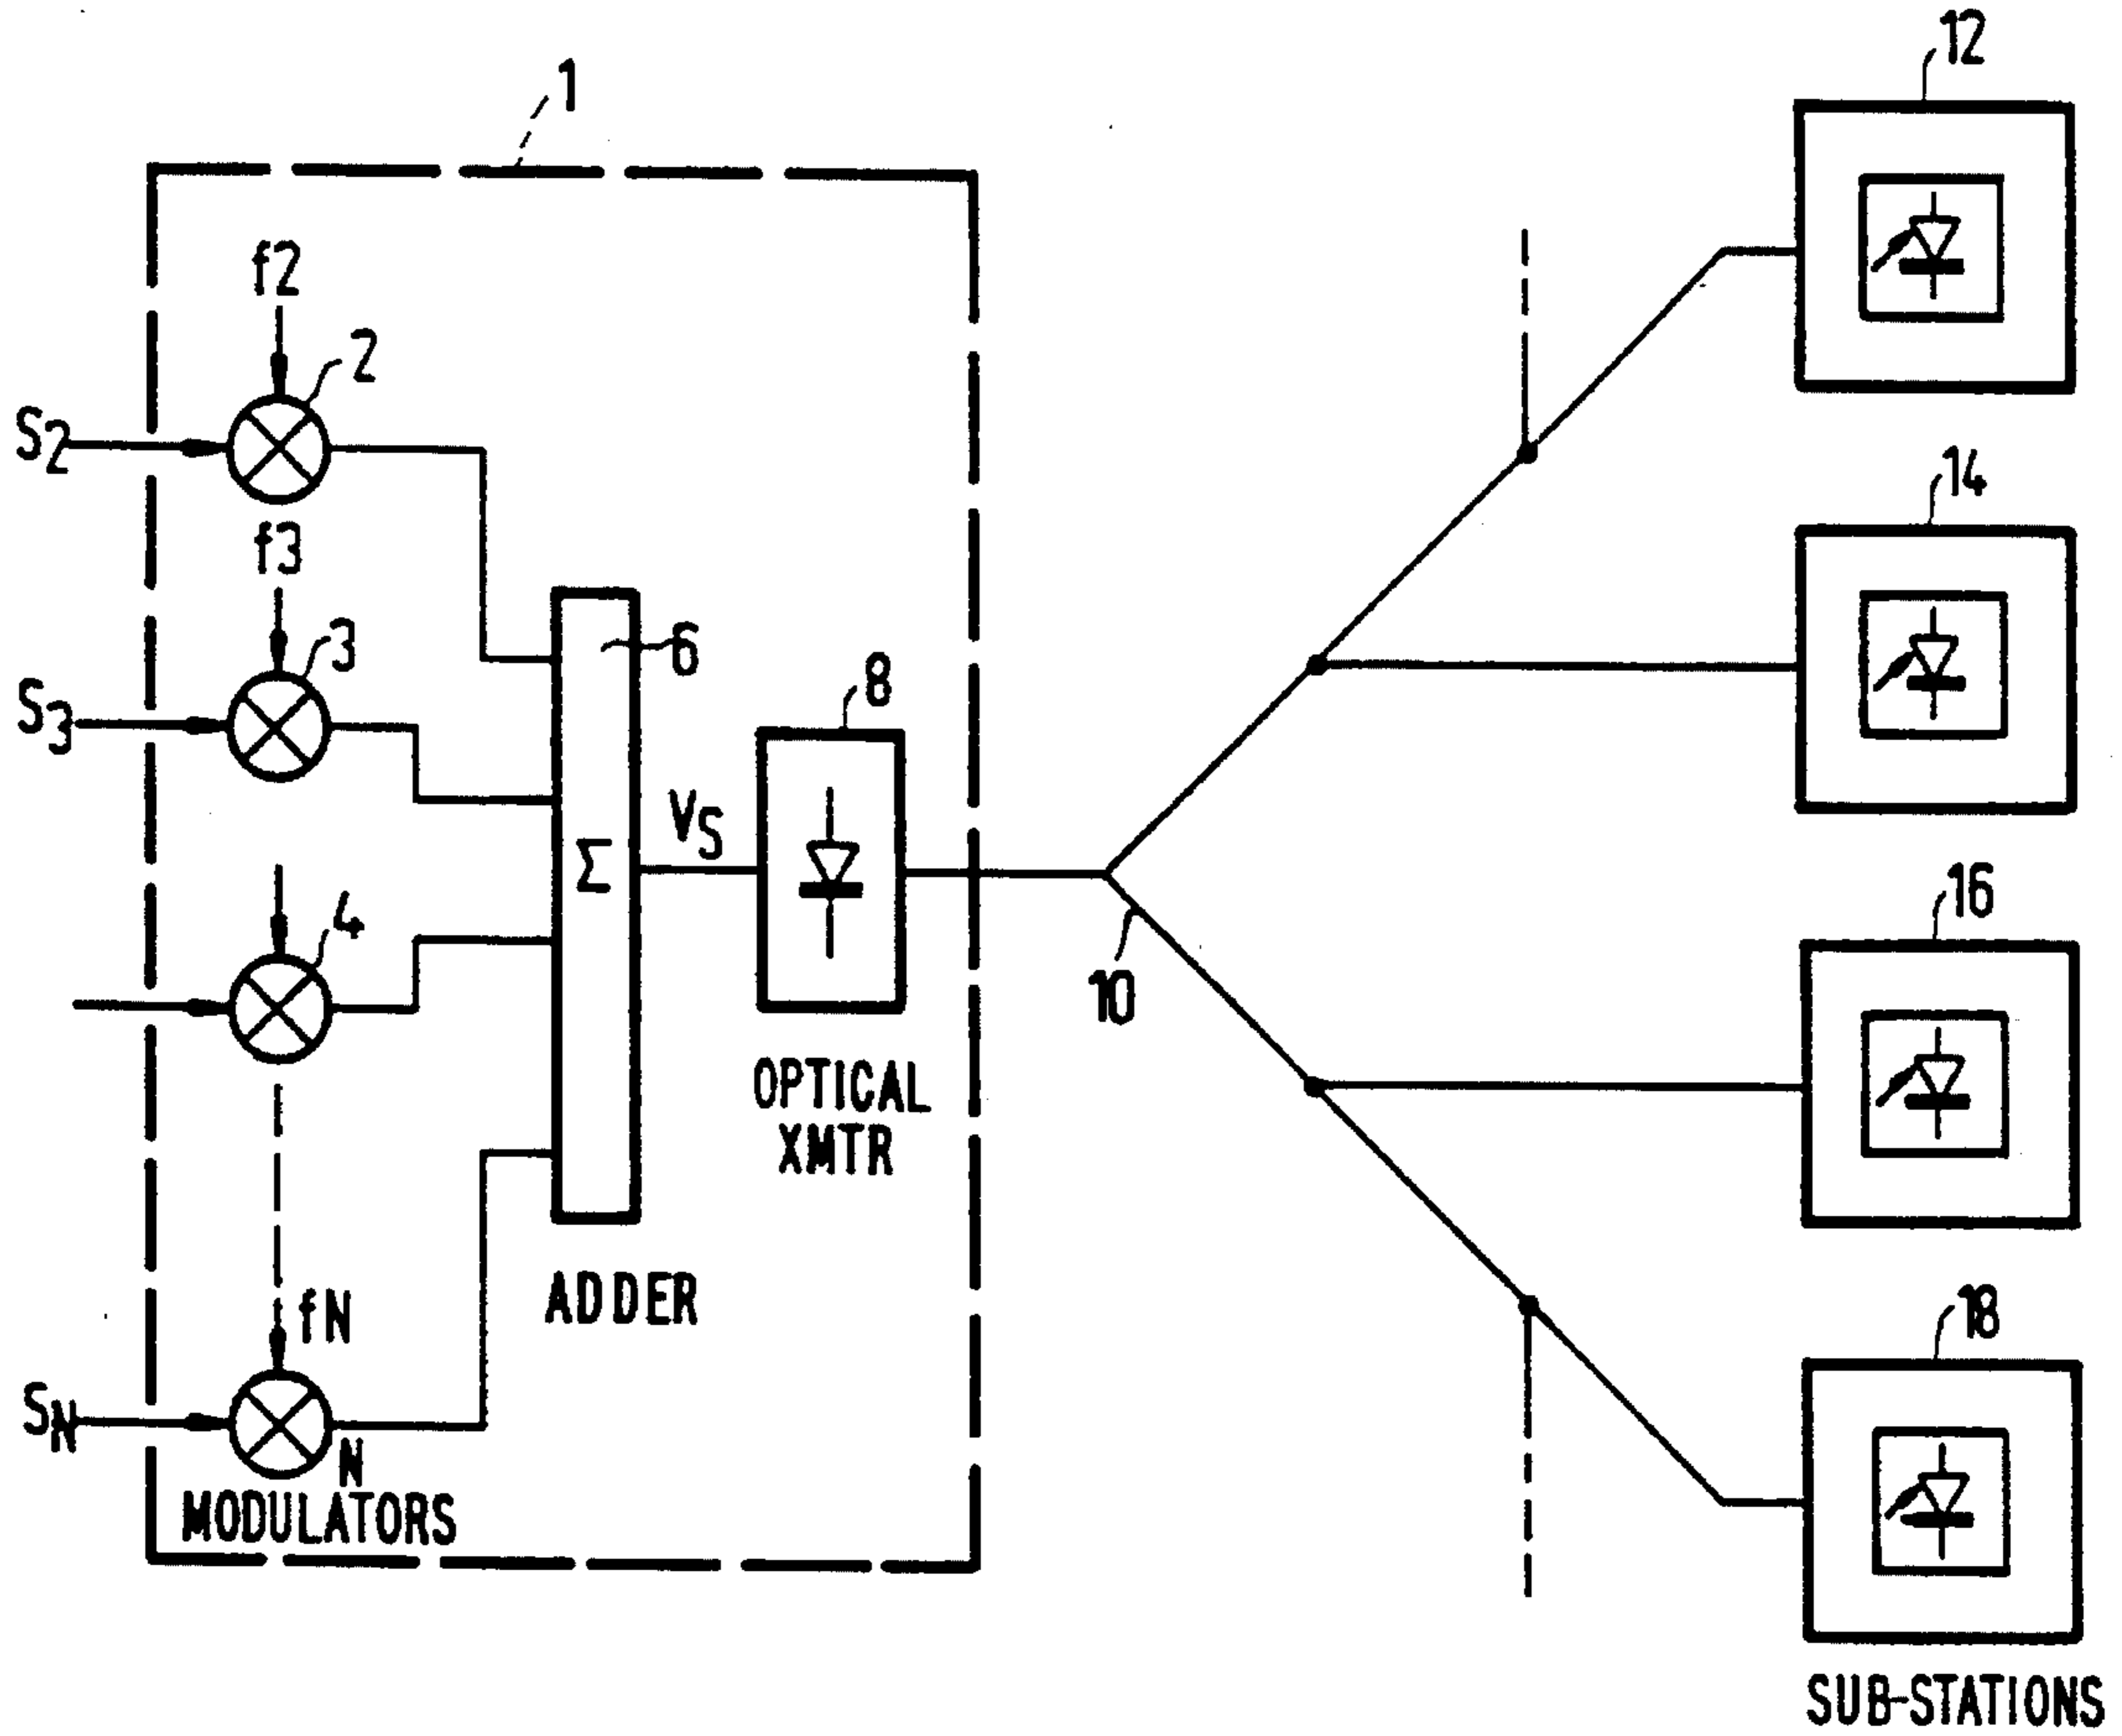 1
f2
2
S2
f3
3
S3
4
fN
SN
N
MODULATORS
6
Σ
ADDER
VS
8
OPTICAL
XMTR
10
12
14
16
18
SUB-STATIONS